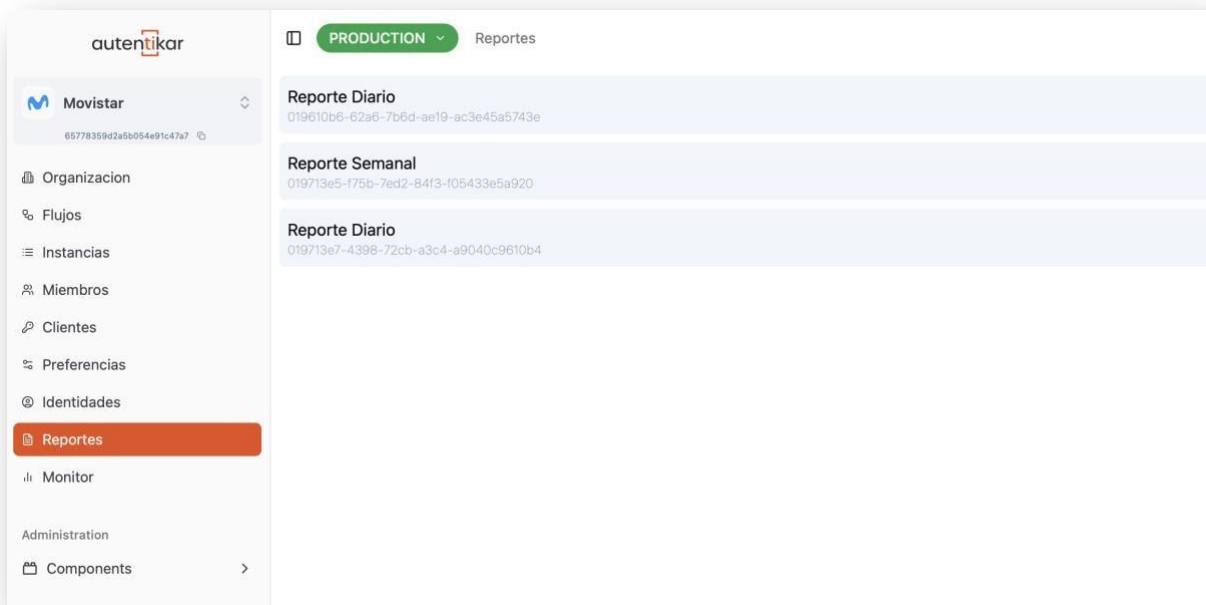 autentikar
Movistar
65778359d2a5b054e91c47a7
Organizacion
Flujos
Instancias
Miembros
Clientes
Preferencias
Identidades
Reportes
Monitor
Administration
Components
PRODUCTION
Reportes
Reporte Diario
019610b6-62a6-7b6d-ae19-ac3e45a5743e
Reporte Semanal
019713e5-f75b-7ed2-84f3-f05433e5a920
Reporte Diario
019713e7-4398-72cb-a3c4-a9040c9610b4